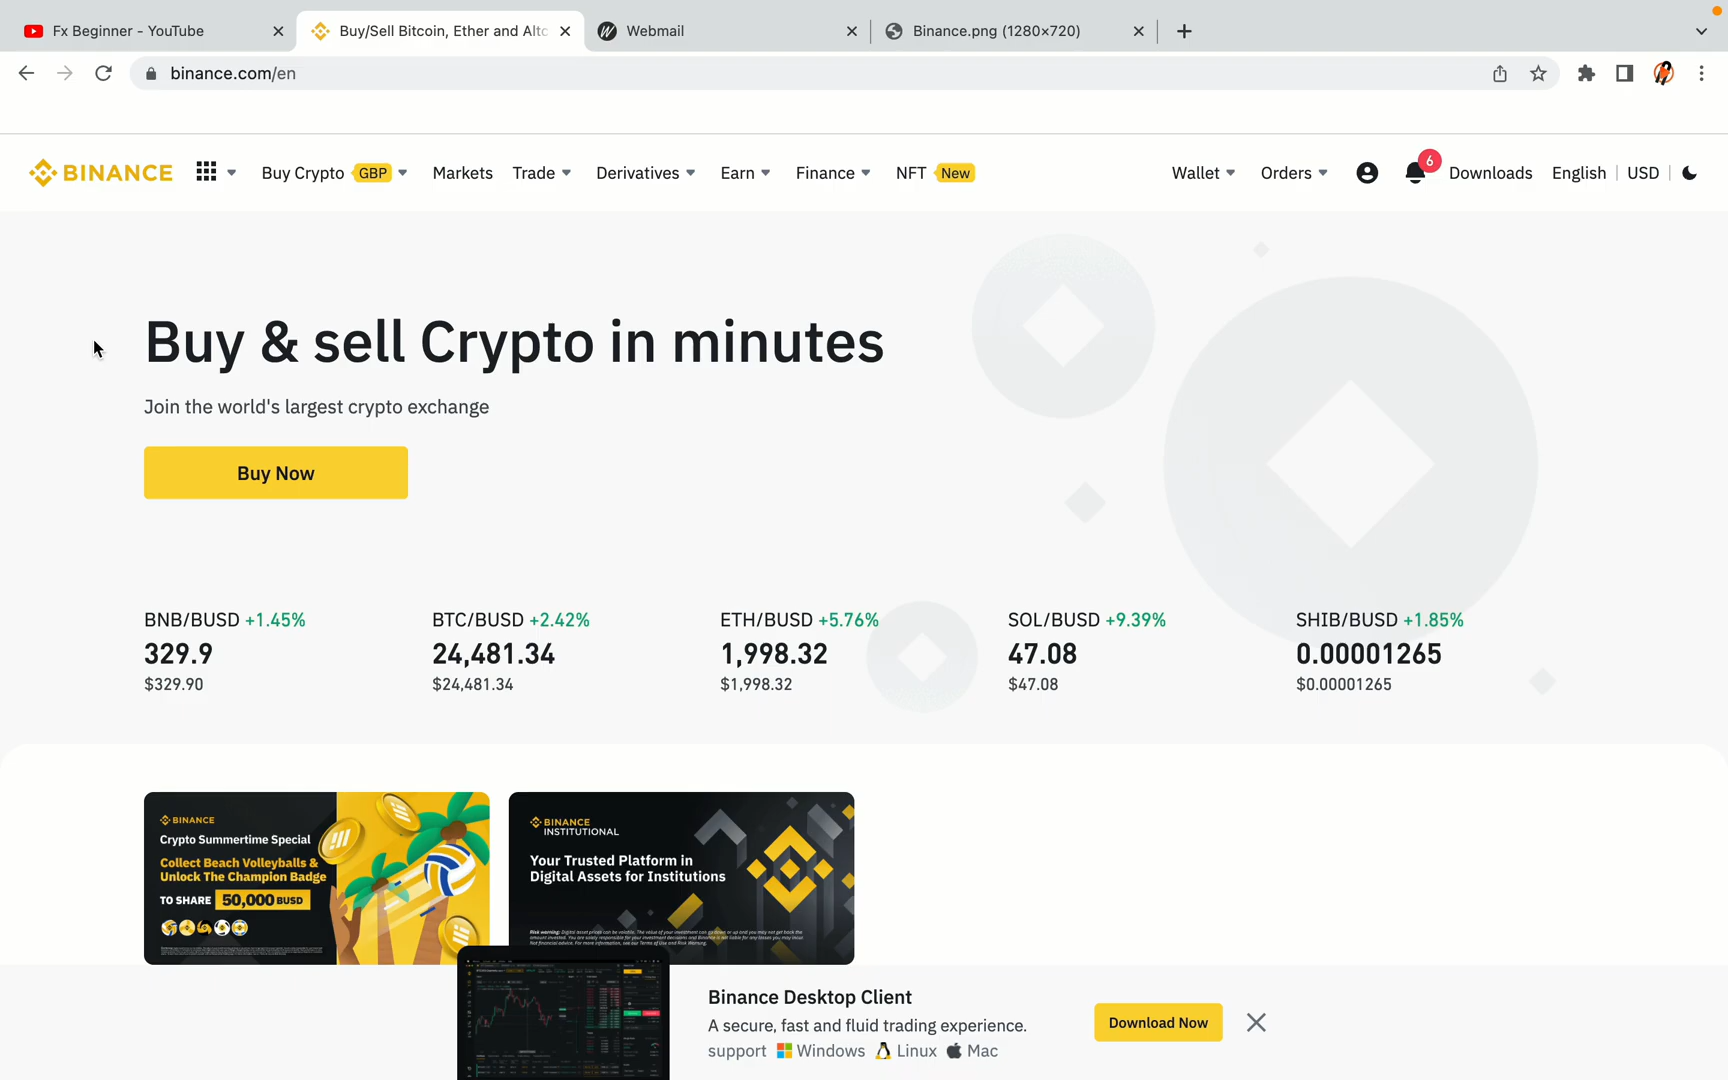 Fx Beginner - YouTube
Buy/Sell Bitcoin, Ether and Altc
Webmail
Binance.png (1280×720)
binance.com/en
BINANCE
Buy Crypto GBP
Markets
Trade
Derivatives
Earn
Finance
NFT New
Wallet
Orders
6
Downloads
English
USD
Buy & sell Crypto in minutes
Join the world's largest crypto exchange
Buy Now
BNB/BUSD +1.45%
329.9
$329.90
BTC/BUSD +2.42%
24,481.34
$24,481.34
ETH/BUSD +5.76%
1,998.32
$1,998.32
SOL/BUSD +9.39%
47.08
$47.08
SHIB/BUSD +1.85%
0.00001265
$0.00001265
BINANCE
Crypto Summertime Special
Collect Beach Volleyballs &
Unlock The Champion Badge
TO SHARE 50,000 BUSD
BINANCE
INSTITUTIONAL
Your Trusted Platform in
Digital Assets for Institutions
Binance Desktop Client
A secure, fast and fluid trading experience.
support Windows Linux Mac
Download Now